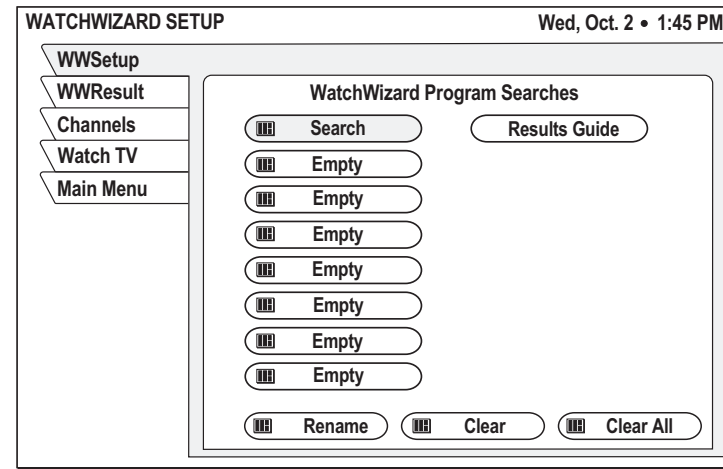 WATCHWIZARD SETUP Wed, Oct. 2 • 1:45 PM
WWSetup
WWResult
Channels
Watch TV
Main Menu
WatchWizard Program Searches
Search Results Guide
Empty
Empty
Empty
Empty
Empty
Empty
Empty
Rename Clear Clear All